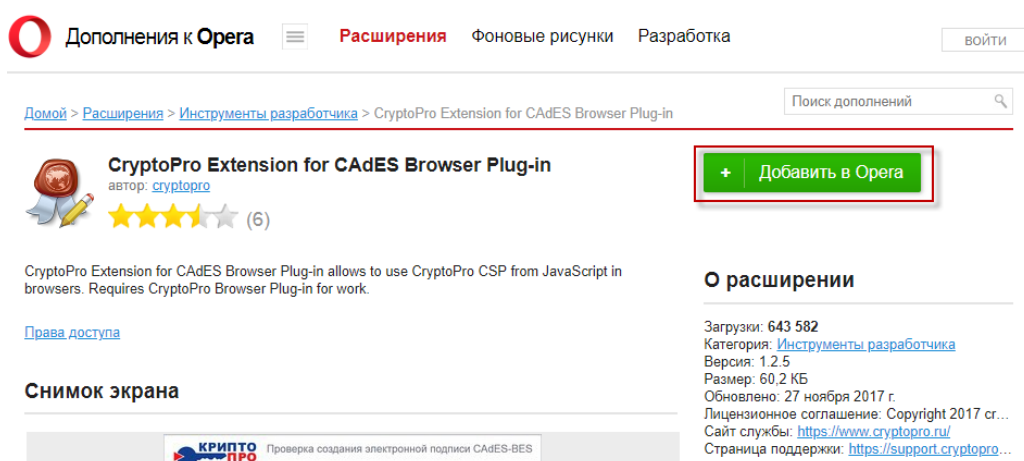 Дополнения к Opera
Расширения
Фоновые рисунки
Разработка
ВОЙТИ
Домой > Расширения > Инструменты разработчика > CryptoPro Extension for CAdES Browser Plug-in
Поиск дополнений
CryptoPro Extension for CAdES Browser Plug-in
автор: cryptopro
(6)
+ Добавить в Opera
CryptoPro Extension for CAdES Browser Plug-in allows to use CryptoPro CSP from JavaScript in
browsers. Requires CryptoPro Browser Plug-in for work.
Права доступа
Снимок экрана
КРИПТО
ПРО
Проверка создания электронной подписи CAdES-BES
О расширении
Загрузки: 643 582
Категория: Инструменты разработчика
Версия: 1.2.5
Размер: 60,2 КБ
Обновлено: 27 ноября 2017 г.
Лицензионное соглашение: Copyright 2017 cr...
Сайт службы: https://www.cryptopro.ru/
Страница поддержки: https://support.cryptopro...